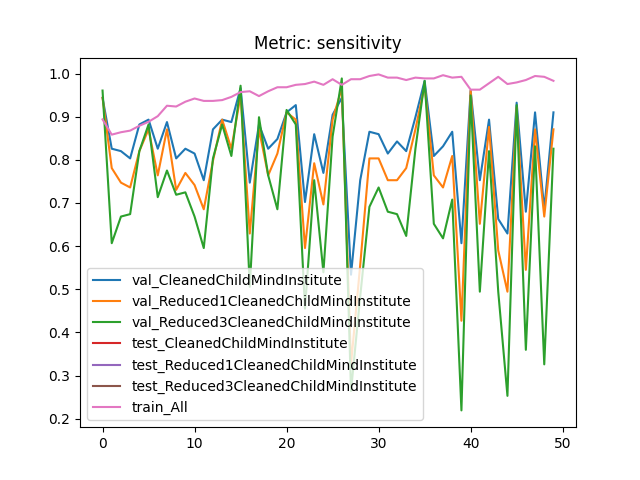 Metric: sensitivity
1.0
0.9
0.8
0.7
0.6
0.5
0.4
0.3
0.2
val_CleanedChildMindInstitute
val_Reduced1CleanedChildMindInstitute
val_Reduced3CleanedChildMindInstitute
test_CleanedChildMindInstitute
test_Reduced1CleanedChildMindInstitute
test_Reduced3CleanedChildMindInstitute
train_All
0 10 20 30 40 50